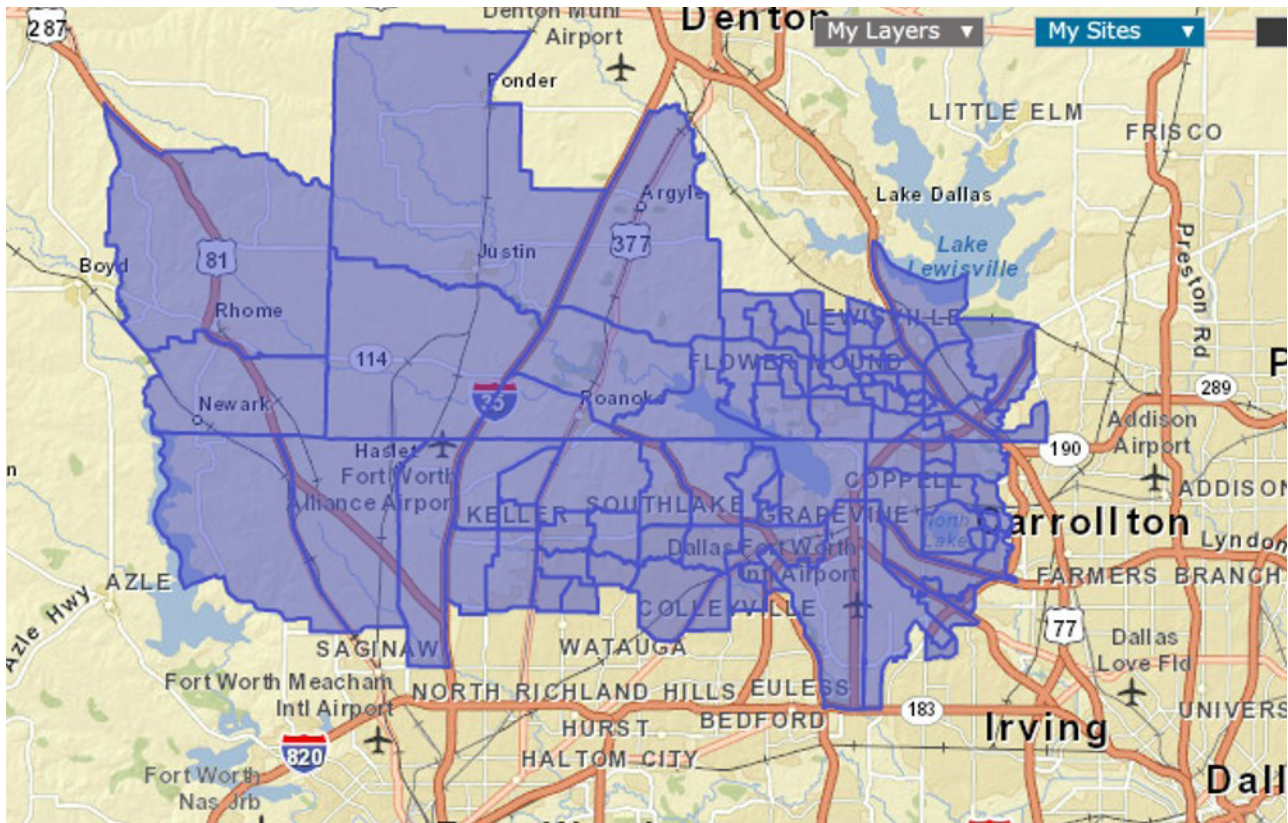 287
Denton Muni
Airport
Denton
My Layers ▼
My Sites ▼
Ponder
LITTLE ELM
FRISCO
Argyle
Lake Dallas
377
Preston Rd
Justin
Lake
Lewisville
81
Boyd
Rhome
LEWISVILLE
114
FLOWER MOUND
P
35
Roanoke
289
Newark
Addison
Airport
Haslet
190
Fort Worth
Alliance Airport
COPPELL
ADDISON
n
KELLER
SOUTHLAKE
GRAPEVINE
North
Lake
Carrollton
Dallas Fort Worth
Intl Airport
Lyndon
AZLE
FARMERS BRANCH
Azle Hwy
COLLEYVILLE
77
SAGINAW
WATAUGA
Dallas
Love Fld
Fort Worth Meacham
Intl Airport
NORTH RICHLAND HILLS
EULESS
183
UNIVERS
HURST
BEDFORD
Irving
820
HALTOM CITY
Fort Worth
Nas Jrb
Dall